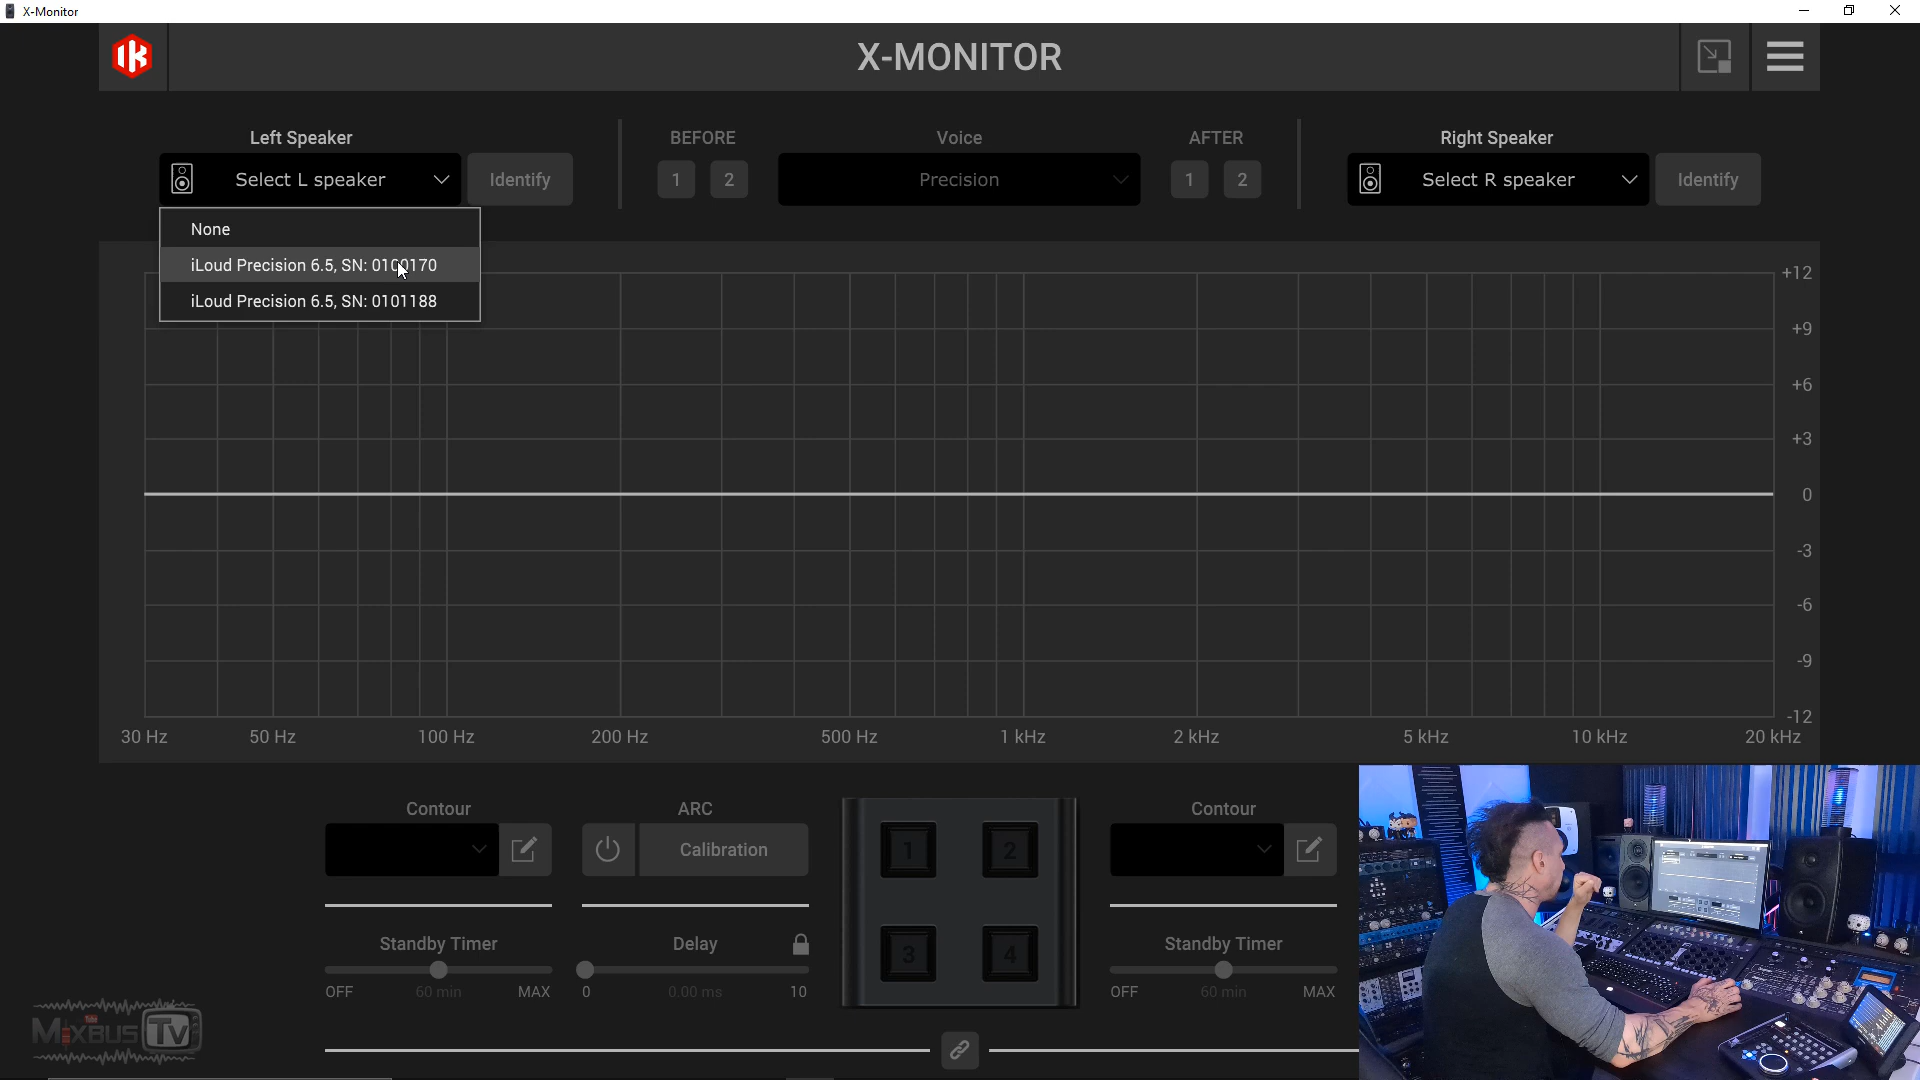 X-Monitor
X-MONITOR
Left Speaker
Select L speaker
Identify
None
iLoud Precision 6.5, SN: 0100170
iLoud Precision 6.5, SN: 0101188
BEFORE
1 2
Voice
Precision
AFTER
1 2
Right Speaker
Select R speaker
Identify
+12
+9
+6
+3
0
-3
-6
-9
-12
30 Hz 50 Hz 100 Hz 200 Hz 500 Hz 1 kHz 2 kHz 5 kHz 10 kHz 20 kHz
Contour
ARC
Calibration
Standby Timer
OFF 60 min MAX
Delay
0 0.00 ms 10
1 2
3 4
Contour
Standby Timer
OFF 60 min MAX
MIXBUS TV